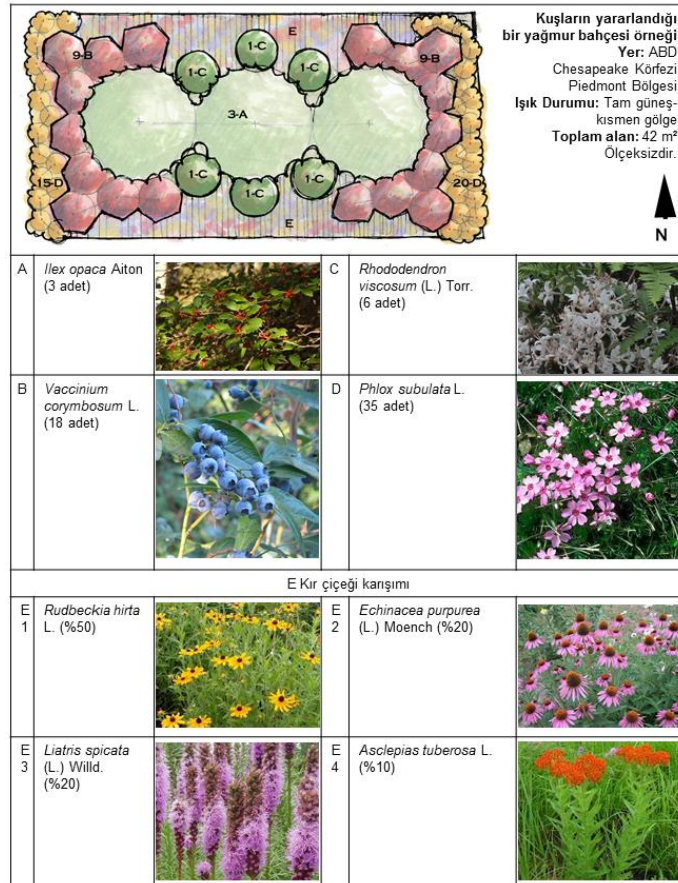 Kuşların yararlandığı
bir yağmur bahçesi örneği
Yer: ABD
Chesapeake Körfezi
Piedmont Bölgesi
Işık Durumu: Tam güneş-
kısmen gölge
Toplam alan: 42 m²
Ölçeksizdir.
N
E
9-B
1-C
1-C
1-C
9-B
3-A
15-D
1-C
1-C
1-C
20-D
E
A
Ilex opaca Aiton
(3 adet)
C
Rhododendron
viscosum (L.) Torr.
(6 adet)
B
Vaccinium
corymbosum L.
(18 adet)
D
Phlox subulata L.
(35 adet)
E Kır çiçeği karışımı
E
1
Rudbeckia hirta
L. (%50)
E
2
Echinacea purpurea
(L.) Moench (%20)
E
3
Liatris spicata
(L.) Willd.
(%20)
E
4
Asclepias tuberosa L.
(%10)